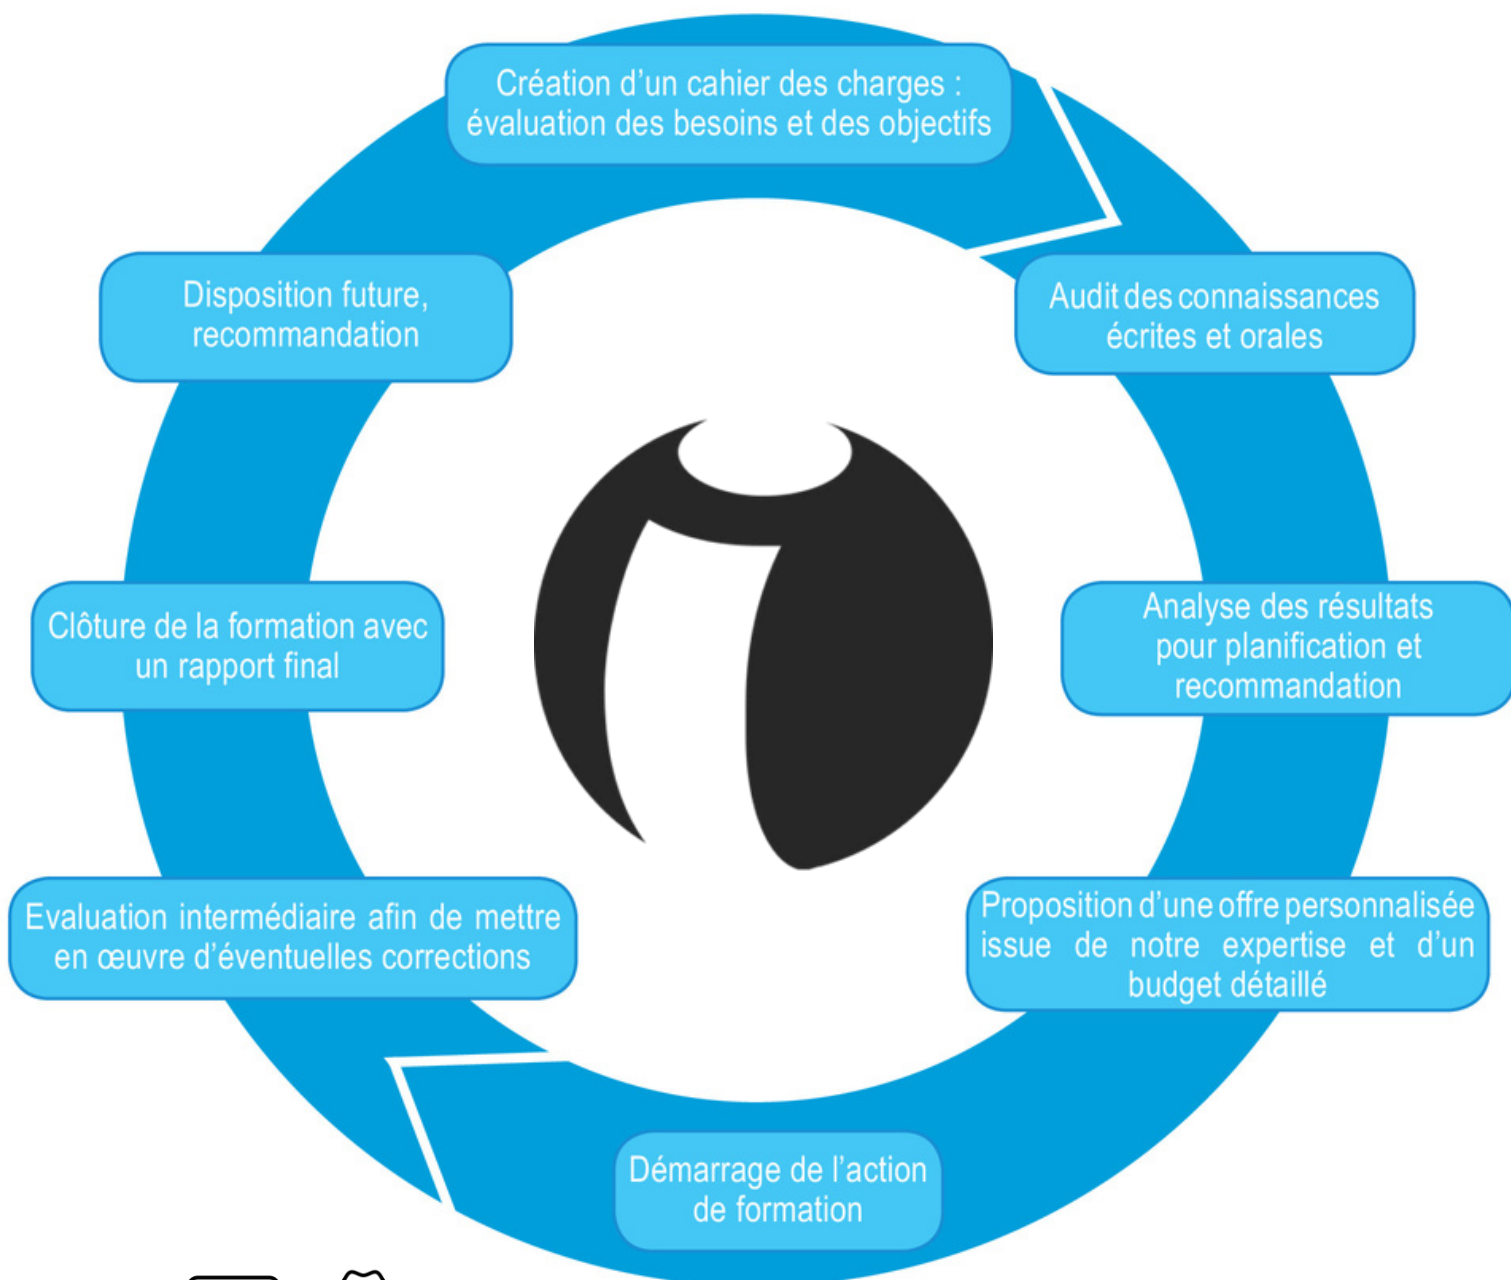 Création d’un cahier des charges :
évaluation des besoins et des objectifs
Audit des connaissances
écrites et orales
Analyse des résultats
pour planification et
recommandation
Proposition d’une offre personnalisée
issue de notre expertise et d’un
budget détaillé
Démarrage de l’action
de formation
Evaluation intermédiaire afin de mettre
en œuvre d’éventuelles corrections
Clôture de la formation avec
un rapport final
Disposition future,
recommandation